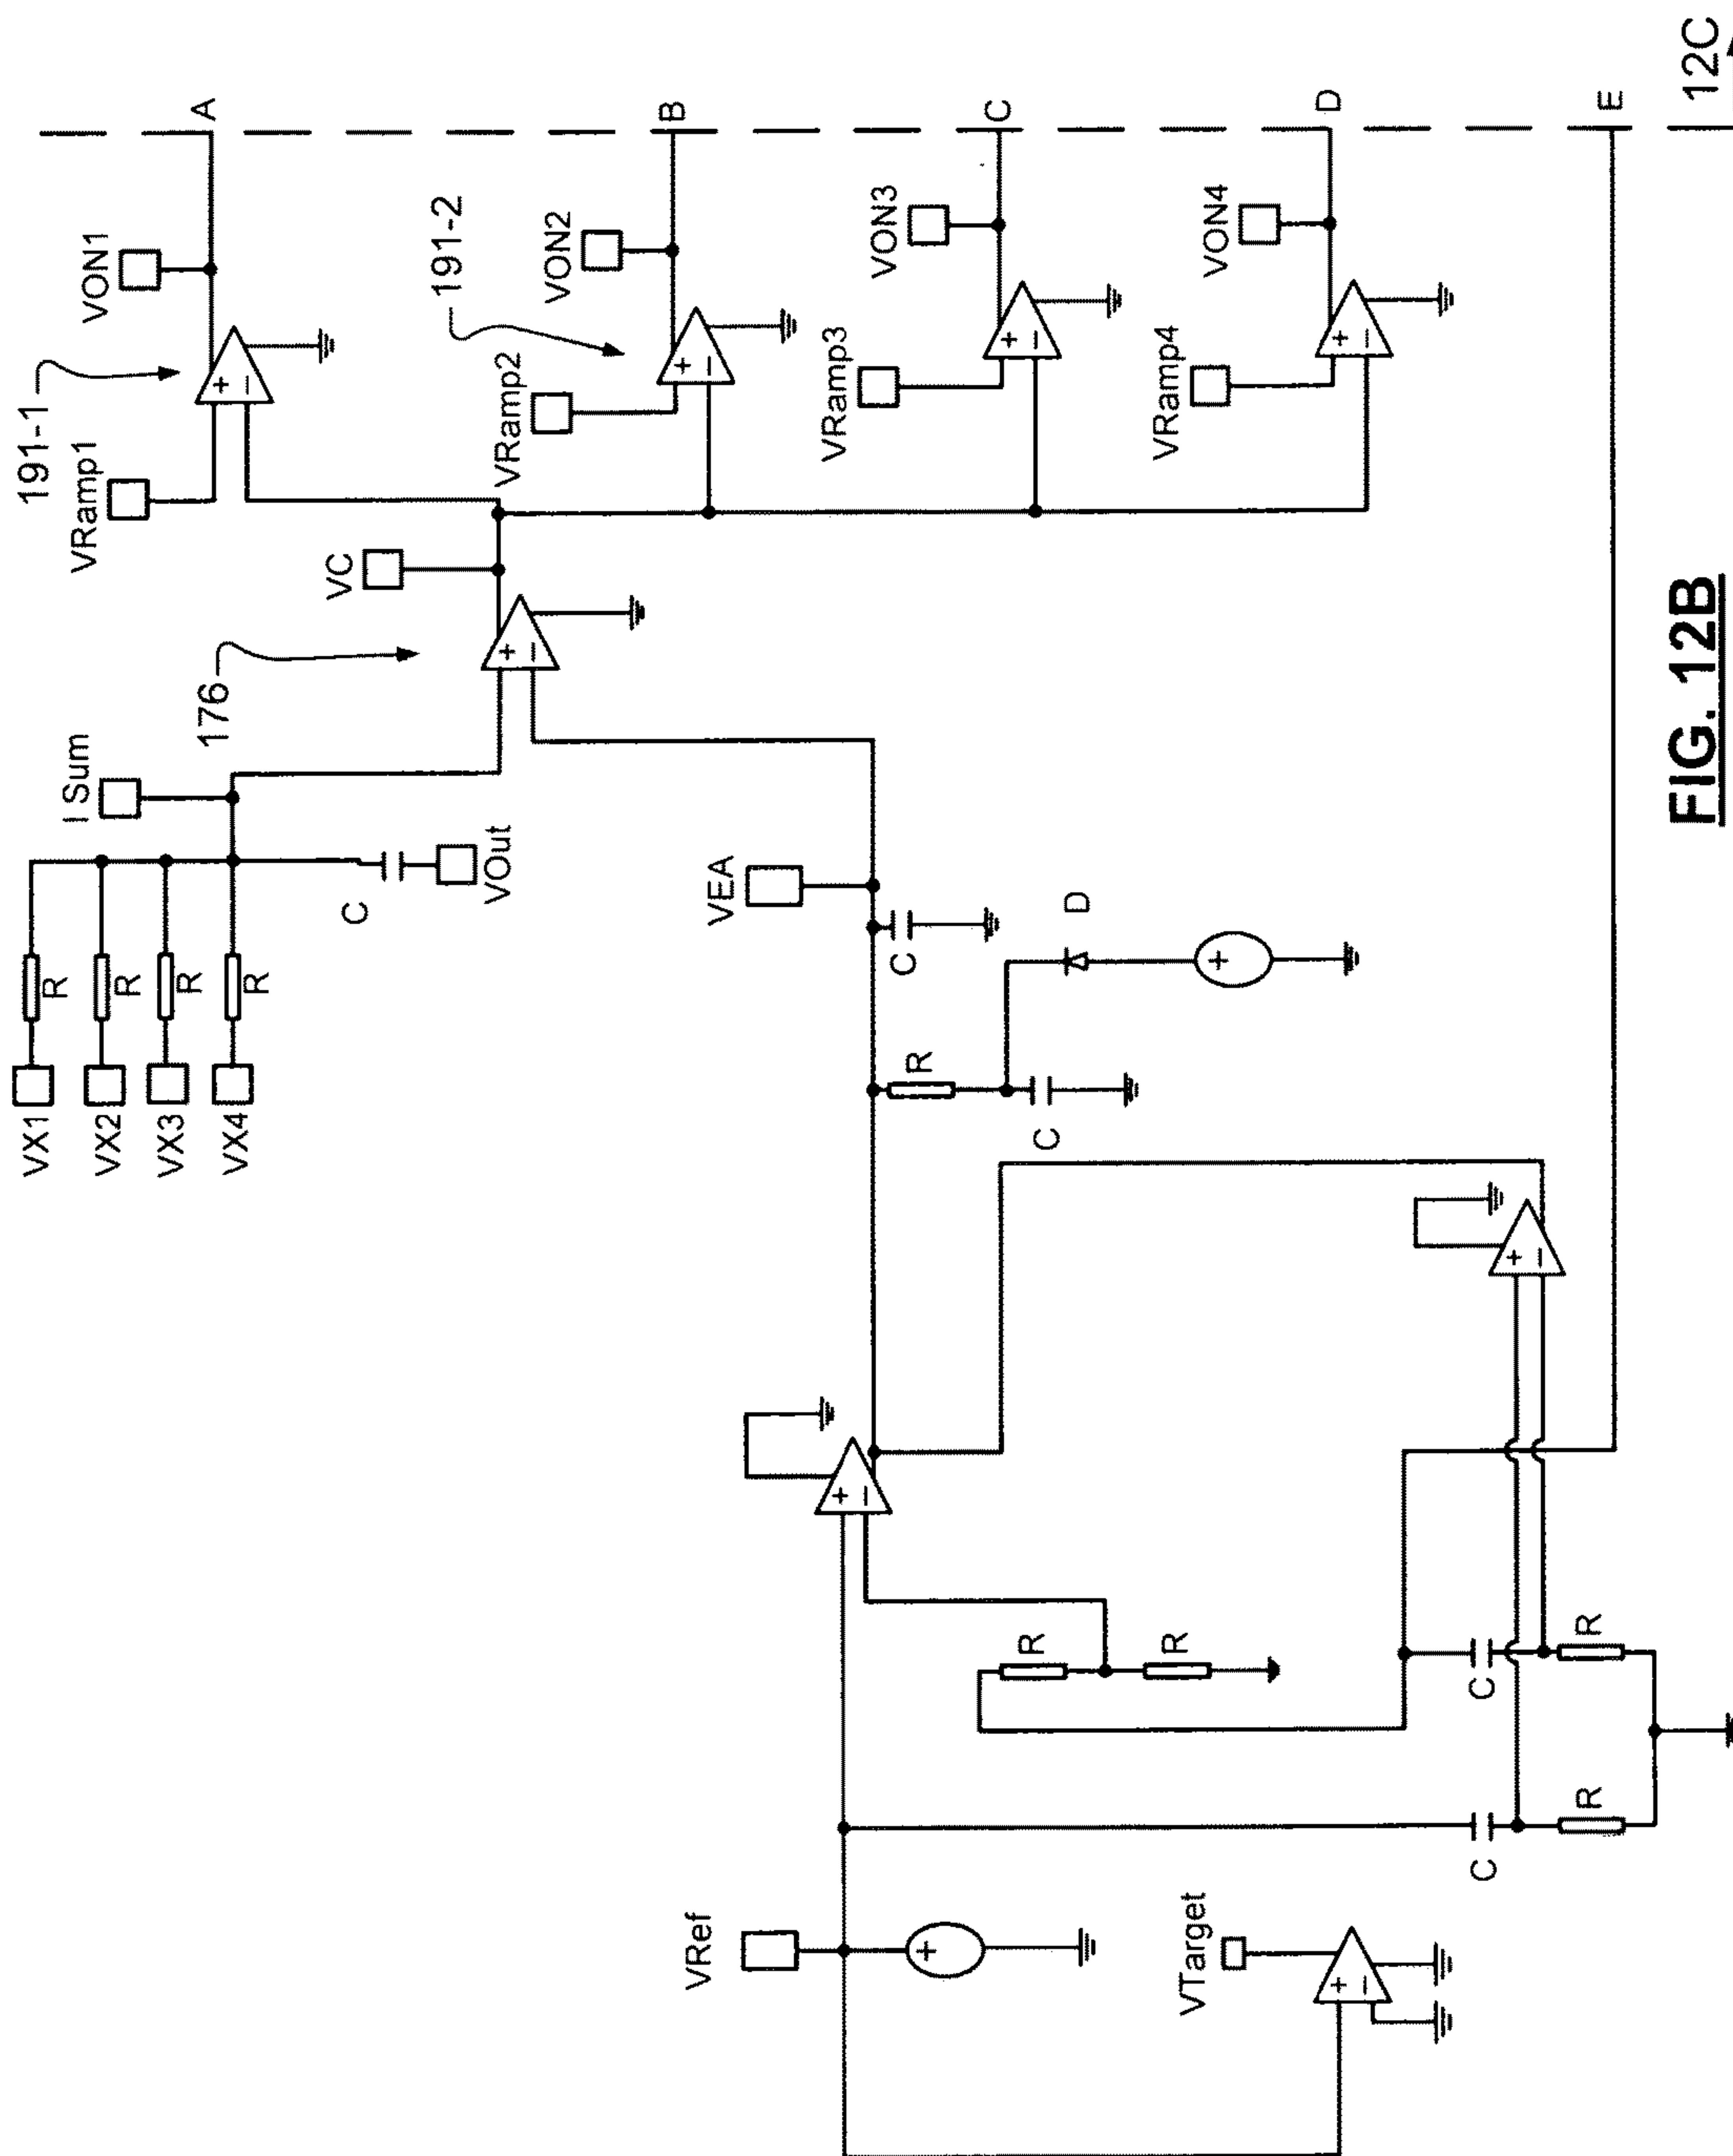 VX1
R
VX2
R
VX3
R
VX4
R
I Sum
C
VOut
176
+
−
VC
VRamp1
191-1
+
−
VON1
A
VRamp2
191-2
+
−
VON2
B
VRamp3
+
−
VON3
C
VRamp4
+
−
VON4
D
E
12C
VEA
C
D
+
R
C
VRef
+
+
−
R
R
VTarget
+
−
C
R
C
R
+
−
FIG. 12B